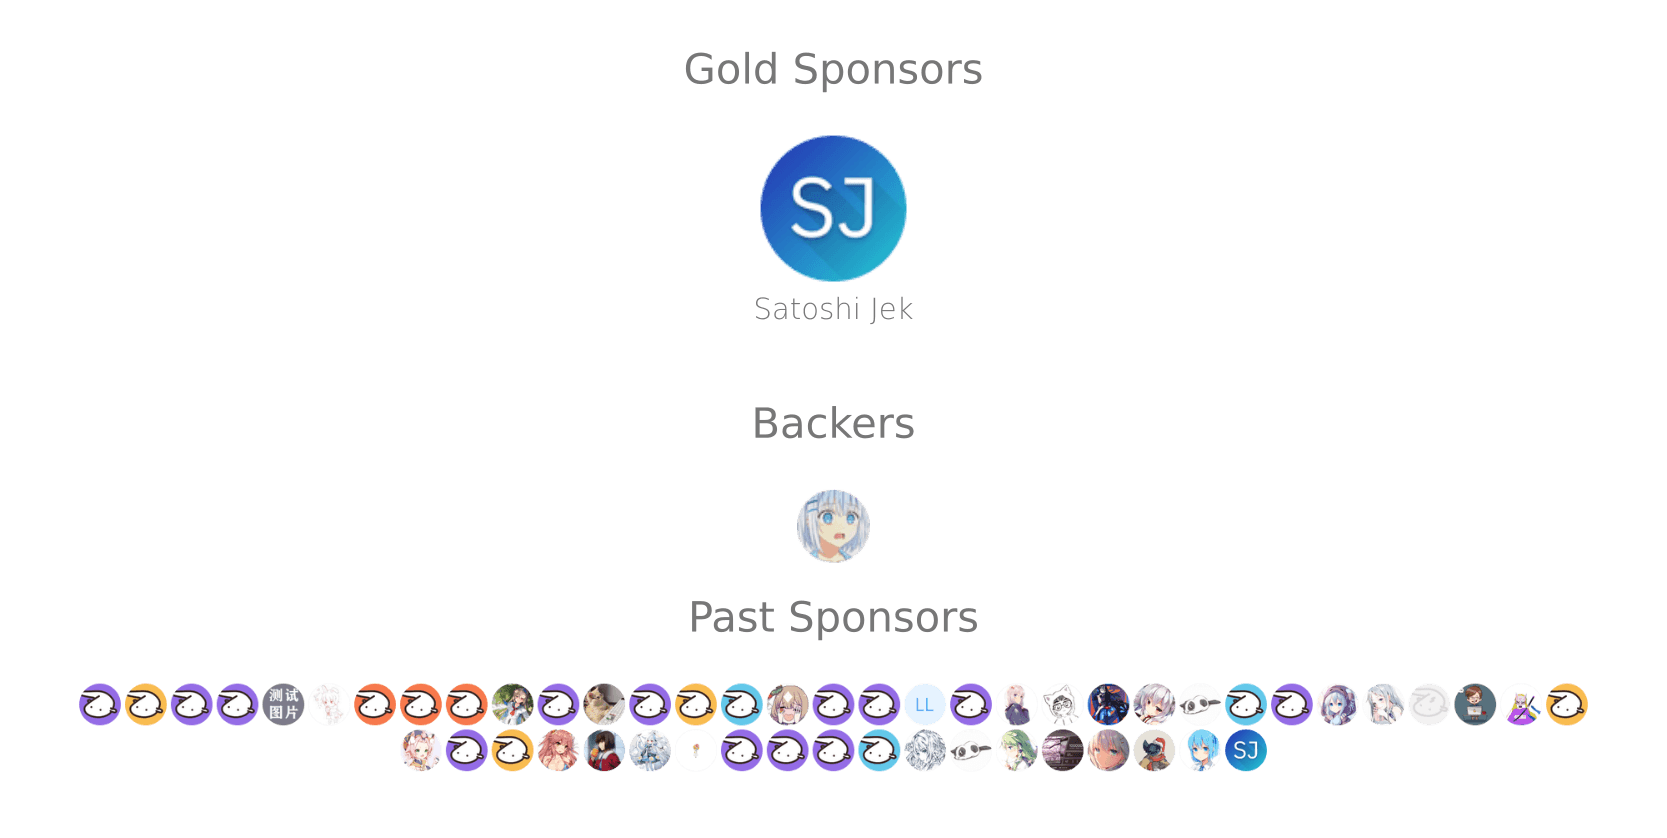 Gold Sponsors
SJ
Satoshi Jek
Backers
Past Sponsors
测试
图片
LL
SJ